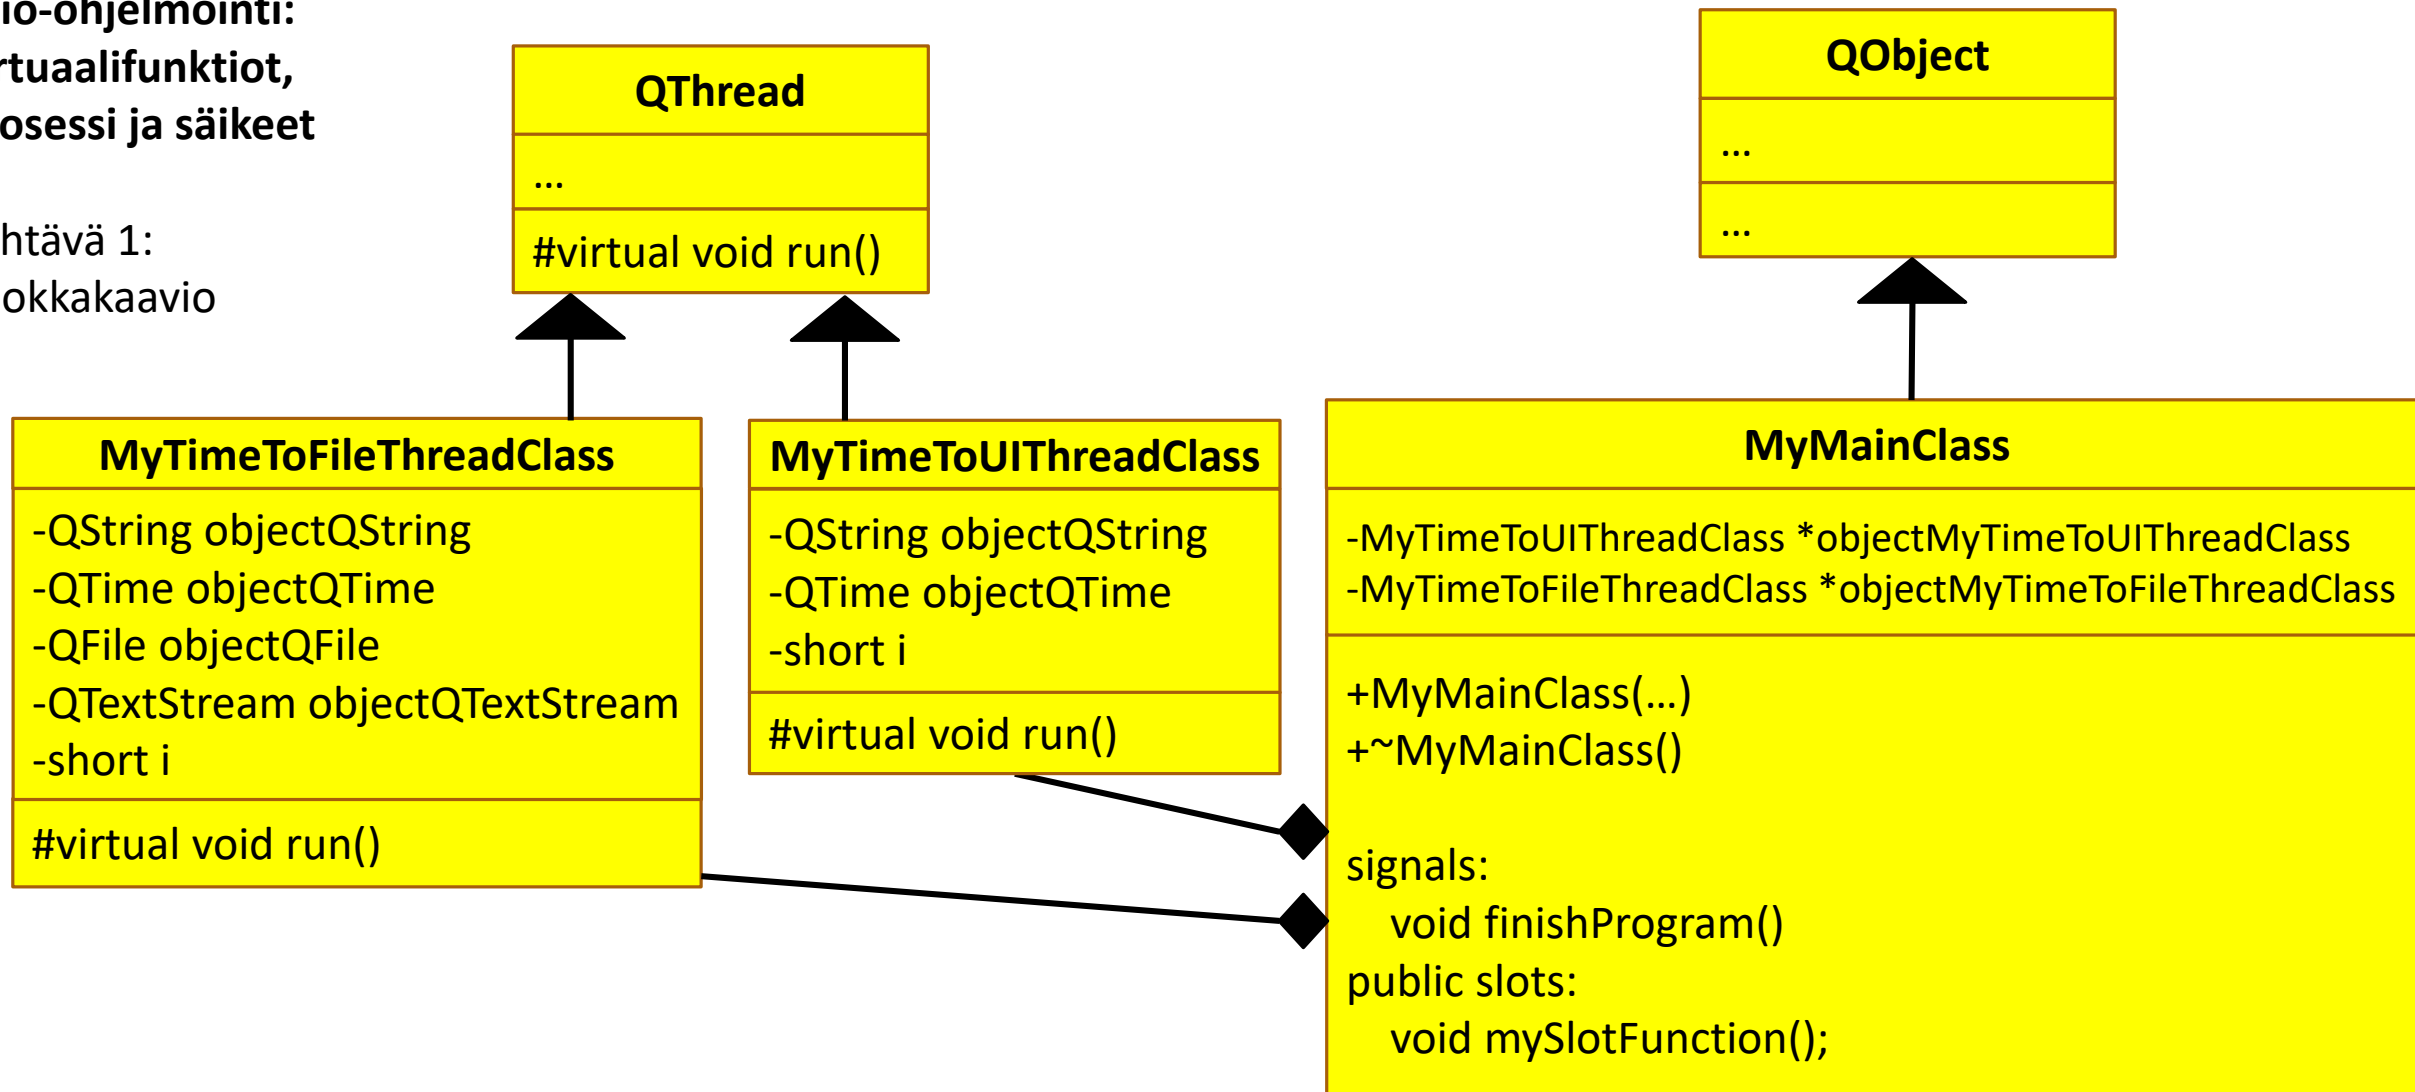 io-ohjelmointi:
rtuaalifunktiot,
osessi ja säikeet
htävä 1:
okkakaavio
QThread
...
#virtual void run()
QObject
...
...
MyTimeToFileThreadClass
-QString objectQString
-QTime objectQTime
-QFile objectQFile
-QTextStream objectQTextStream
-short i
#virtual void run()
MyTimeToUIThreadClass
-QString objectQString
-QTime objectQTime
-short i
#virtual void run()
MyMainClass
-MyTimeToUIThreadClass *objectMyTimeToUIThreadClass
-MyTimeToFileThreadClass *objectMyTimeToFileThreadClass
+MyMainClass(...)
+~MyMainClass()
signals:
void finishProgram()
public slots:
void mySlotFunction();